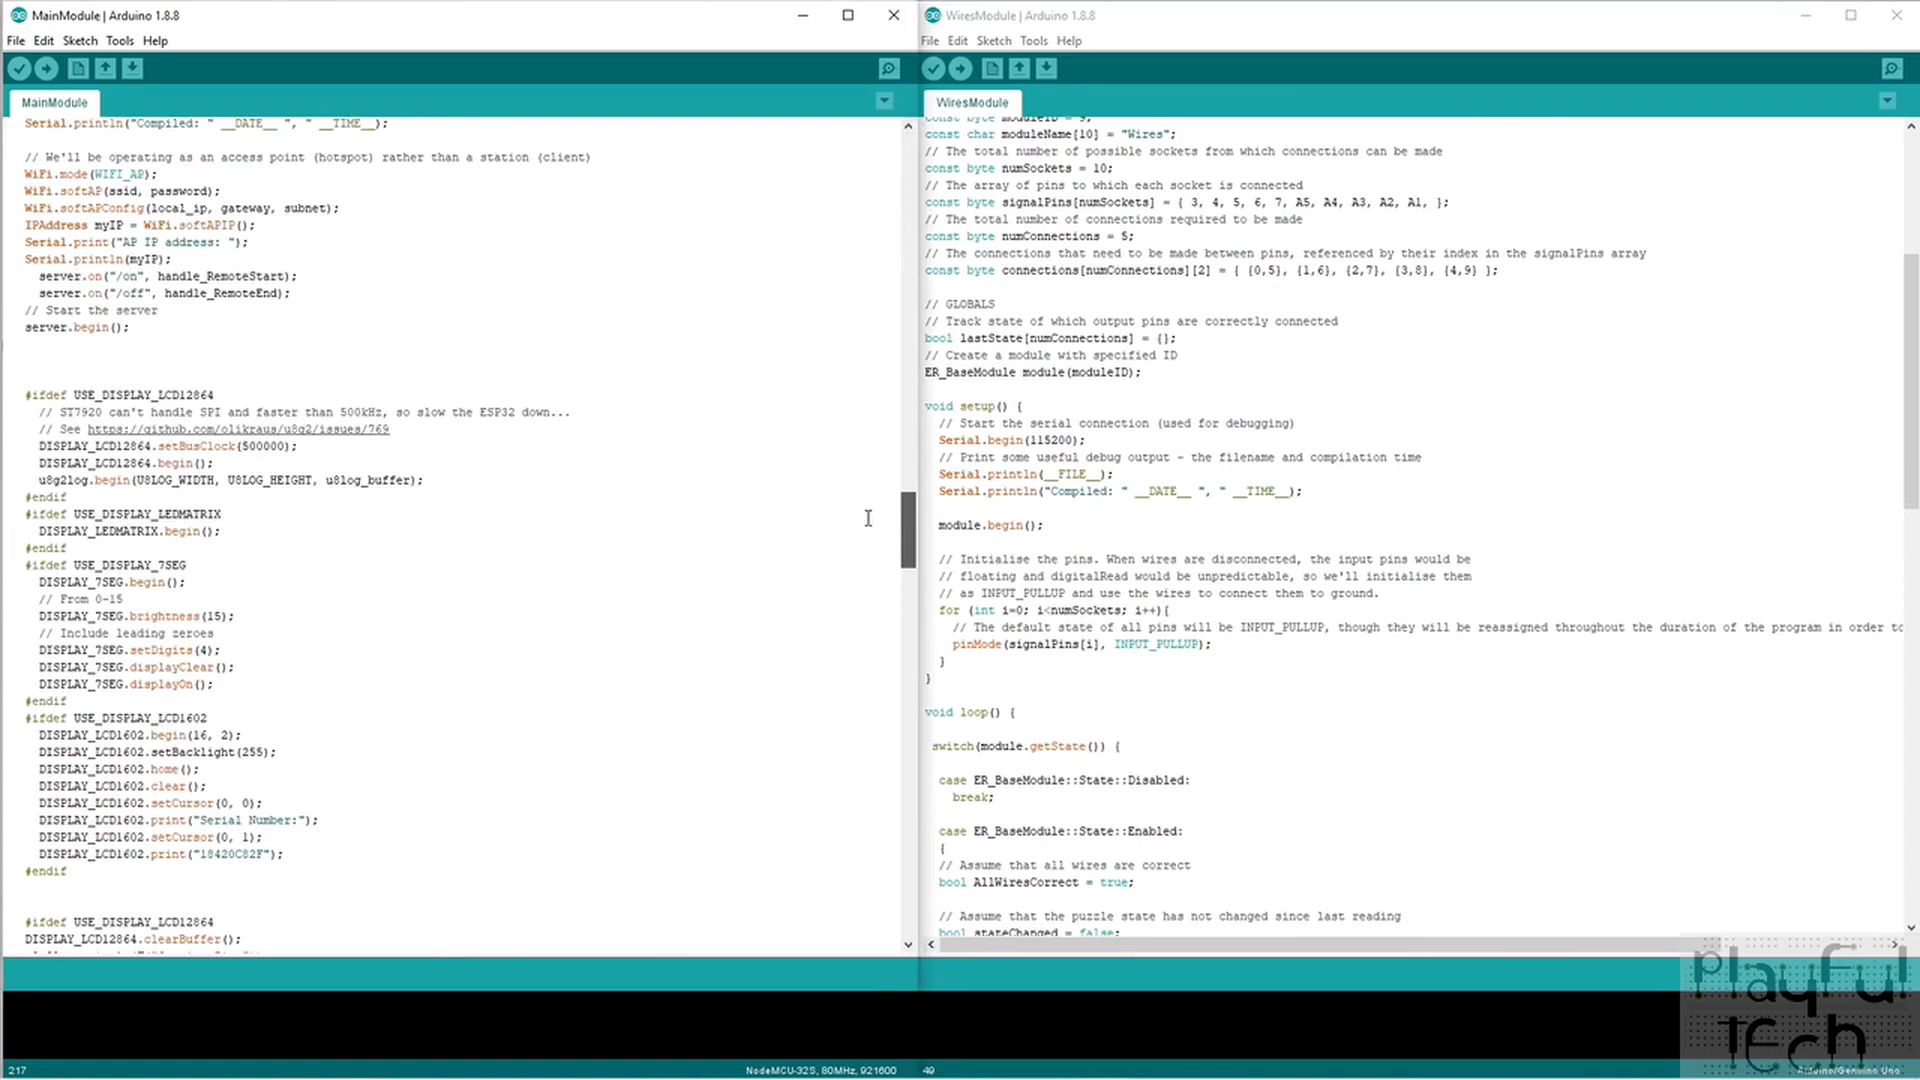 MainModule | Arduino 1.8.8
File Edit Sketch Tools Help
MainModule
Serial.println("Compiled: " __DATE__ ", " __TIME__);
// We'll be operating as an access point (hotspot) rather than a station (client)
WiFi.mode(WIFI_AP);
WiFi.softAP(ssid, password);
WiFi.softAPConfig(local_ip, gateway, subnet);
IPAddress myIP = WiFi.softAPIP();
Serial.print("AP IP address: ");
Serial.println(myIP);
server.on("/on", handle_RemoteStart);
server.on("/off", handle_RemoteEnd);
// Start the server
server.begin();
#ifdef USE_DISPLAY_LCD12864
// ST7920 can't handle SPI and faster than 500kHz, so slow the ESP32 down...
// See https://github.com/olikraus/u8g2/issues/769
DISPLAY_LCD12864.setBusClock(500000);
DISPLAY_LCD12864.begin();
u8g2log.begin(U8LOG_WIDTH, U8LOG_HEIGHT, u8log_buffer);
#endif
#ifdef USE_DISPLAY_LEDMATRIX
DISPLAY_LEDMATRIX.begin();
#endif
#ifdef USE_DISPLAY_7SEG
DISPLAY_7SEG.begin();
// From 0-15
DISPLAY_7SEG.brightness(15);
// Include leading zeroes
DISPLAY_7SEG.setDigits(4);
DISPLAY_7SEG.displayClear();
DISPLAY_7SEG.displayOn();
#endif
#ifdef USE_DISPLAY_LCD1602
DISPLAY_LCD1602.begin(16, 2);
DISPLAY_LCD1602.setBacklight(255);
DISPLAY_LCD1602.home();
DISPLAY_LCD1602.clear();
DISPLAY_LCD1602.setCursor(0, 0);
DISPLAY_LCD1602.print("Serial Number:");
DISPLAY_LCD1602.setCursor(0, 1);
DISPLAY_LCD1602.print("18420C82F");
#endif
#ifdef USE_DISPLAY_LCD12864
DISPLAY_LCD12864.clearBuffer();
217
NodeMCU-32S, 80MHz, 921600
WiresModule | Arduino 1.8.8
File Edit Sketch Tools Help
WiresModule
const byte moduleID = 9;
const char moduleName[10] = "Wires";
// The total number of possible sockets from which connections can be made
const byte numSockets = 10;
// The array of pins to which each socket is connected
const byte signalPins[numSockets] = { 3, 4, 5, 6, 7, A5, A4, A3, A2, A1, };
// The total number of connections required to be made
const byte numConnections = 5;
// The connections that need to be made between pins, referenced by their index in the signalPins array
const byte connections[numConnections][2] = { {0,5}, {1,6}, {2,7}, {3,8}, {4,9} };
// GLOBALS
// Track state of which output pins are correctly connected
bool lastState[numConnections] = {};
// Create a module with specified ID
ER_BaseModule module(moduleID);
void setup() {
// Start the serial connection (used for debugging)
Serial.begin(115200);
// Print some useful debug output - the filename and compilation time
Serial.println(__FILE__);
Serial.println("Compiled: " __DATE__ ", " __TIME__);
module.begin();
// Initialise the pins. When wires are disconnected, the input pins would be
// floating and digitalRead would be unpredictable, so we'll initialise them
// as INPUT_PULLUP and use the wires to connect them to ground.
for (int i=0; i<numSockets; i++){
// The default state of all pins will be INPUT_PULLUP, though they will be reassigned throughout the duration of the program in order to
pinMode(signalPins[i], INPUT_PULLUP);
}
}
void loop() {
switch(module.getState()) {
case ER_BaseModule::State::Disabled:
break;
case ER_BaseModule::State::Enabled:
{
// Assume that all wires are correct
bool AllWiresCorrect = true;
// Assume that the puzzle state has not changed since last reading
bool stateChanged = false;
49
Arduino/Genuino Uno
playful
tech